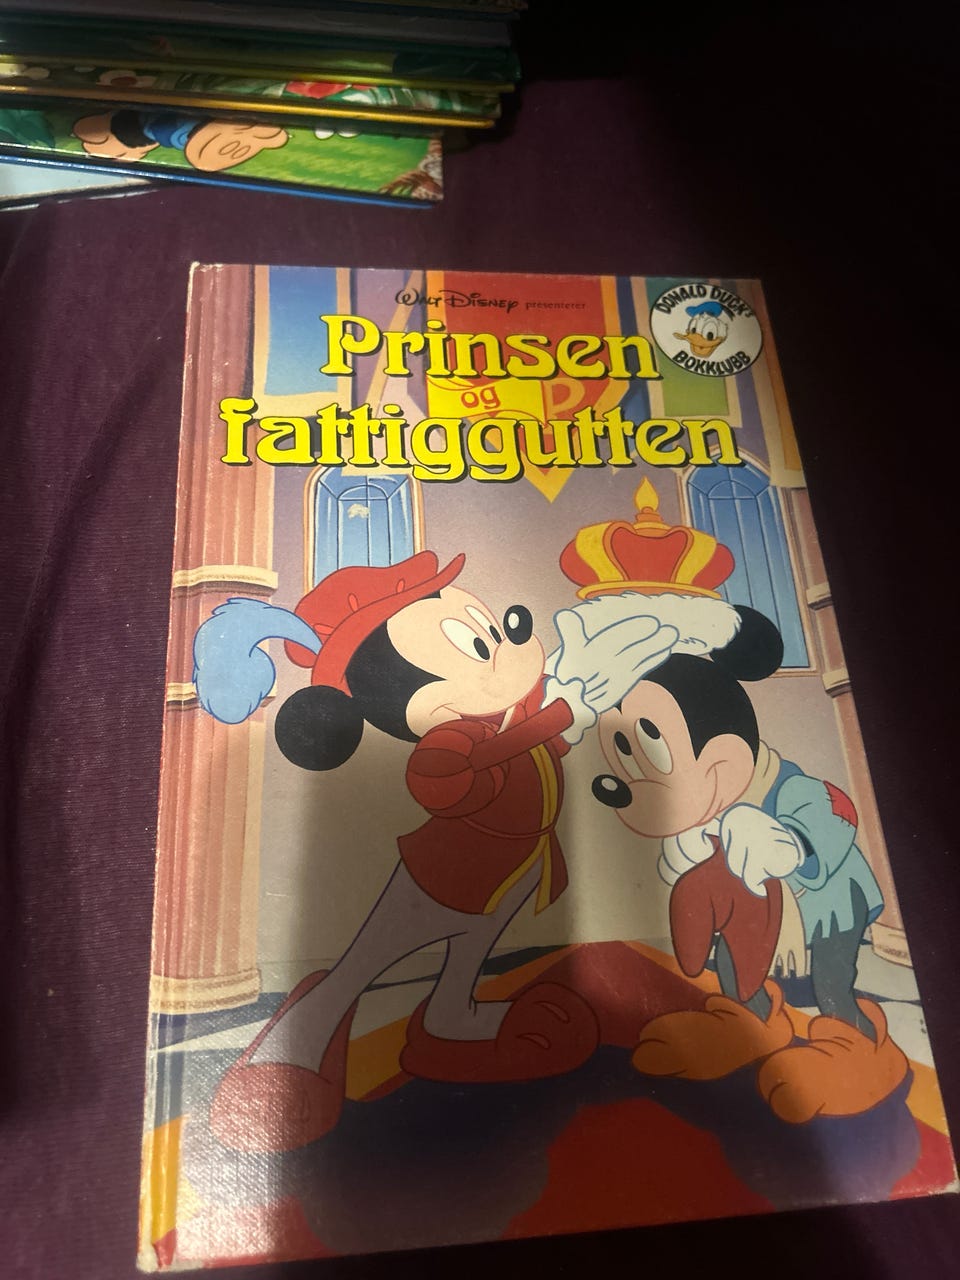 WALT DISNEY presenterer
DONALD DUCK'S
BOKKLUBB
Prinsen
og
fattiggutten